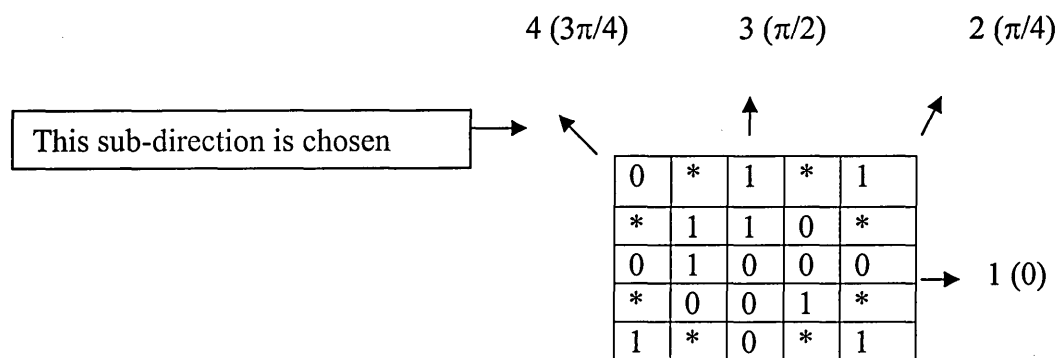 4 (3π/4) 3 (π/2) 2 (π/4)
This sub-direction is chosen
0 * 1 * 1
* 1 1 0 *
0 1 0 0 0
1 (0)
* 0 0 1 *
1 * 0 * 1